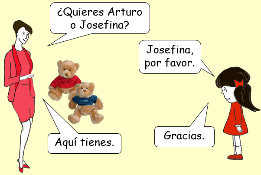 ¿Quieres Arturo
o Josefina?
Josefina,
por favor.
Aquí tienes.
Gracias.